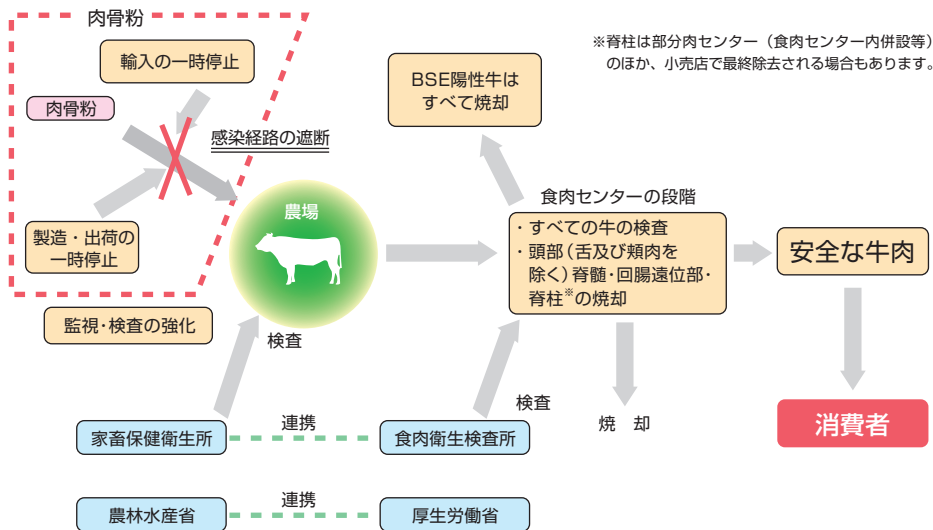 肉骨粉
輸入の一時停止
肉骨粉
感染経路の遮断
製造・出荷の
一時停止
監視・検査の強化
農場
検査
※脊柱は部分肉センター（食肉センター内併設等）
のほか、小売店で最終除去される場合もあります。
BSE陽性牛は
すべて焼却
食肉センターの段階
・すべての牛の検査
・頭部（舌及び頬肉を
除く）脊髄・回腸遠位部・
脊柱※の焼却
安全な牛肉
検査
焼 却
消費者
家畜保健衛生所
連携
食肉衛生検査所
農林水産省
連携
厚生労働省